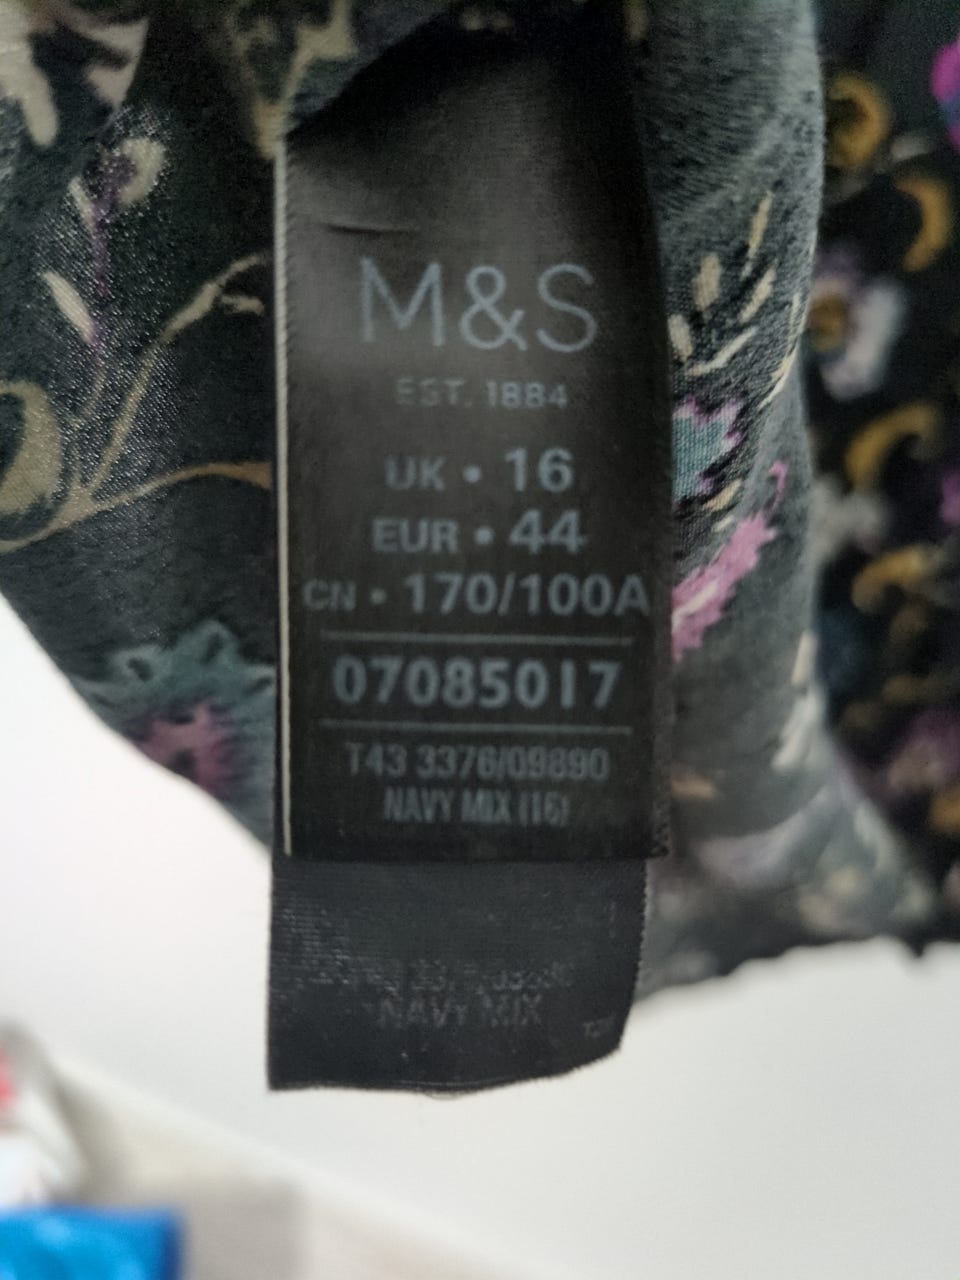 M&S
EST. 1884
UK • 16
EUR • 44
CN • 170/100A
07085017
T43 3376/09890
NAVY MIX (16)
NAVY MIX